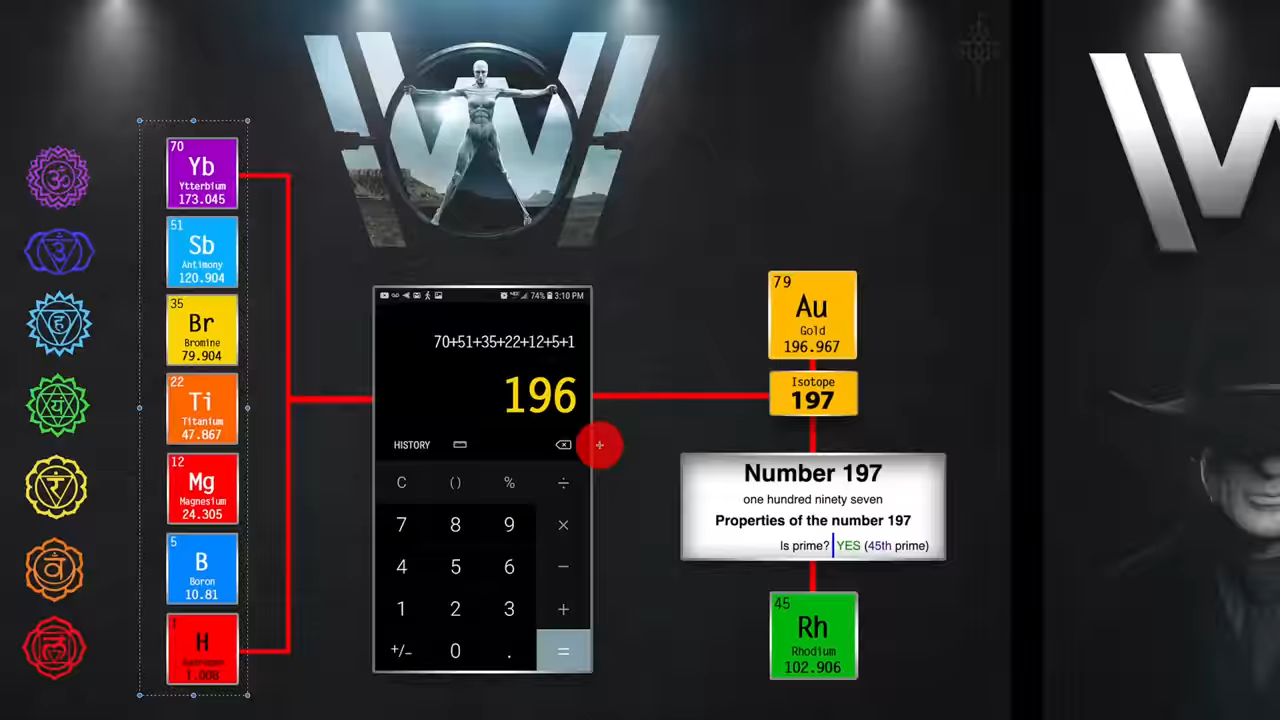 70
Yb
Ytterbium
173.045
51
Sb
Antimony
120.904
35
Br
Bromine
79.904
22
Ti
Titanium
47.867
12
Mg
Magnesium
24.305
5
B
Boron
10.81
1
H
Hydrogen
1.008
ॐ
W
74% 3:10 PM
70+51+35+22+12+5+1
196
+
HISTORY
C ( ) % ÷
7 8 9 ×
4 5 6 −
1 2 3 +
+/− 0 . =
79
Au
Gold
196.967
Isotope
197
Number 197
one hundred ninety seven
Properties of the number 197
Is prime? YES (45th prime)
45
Rh
Rhodium
102.906
W